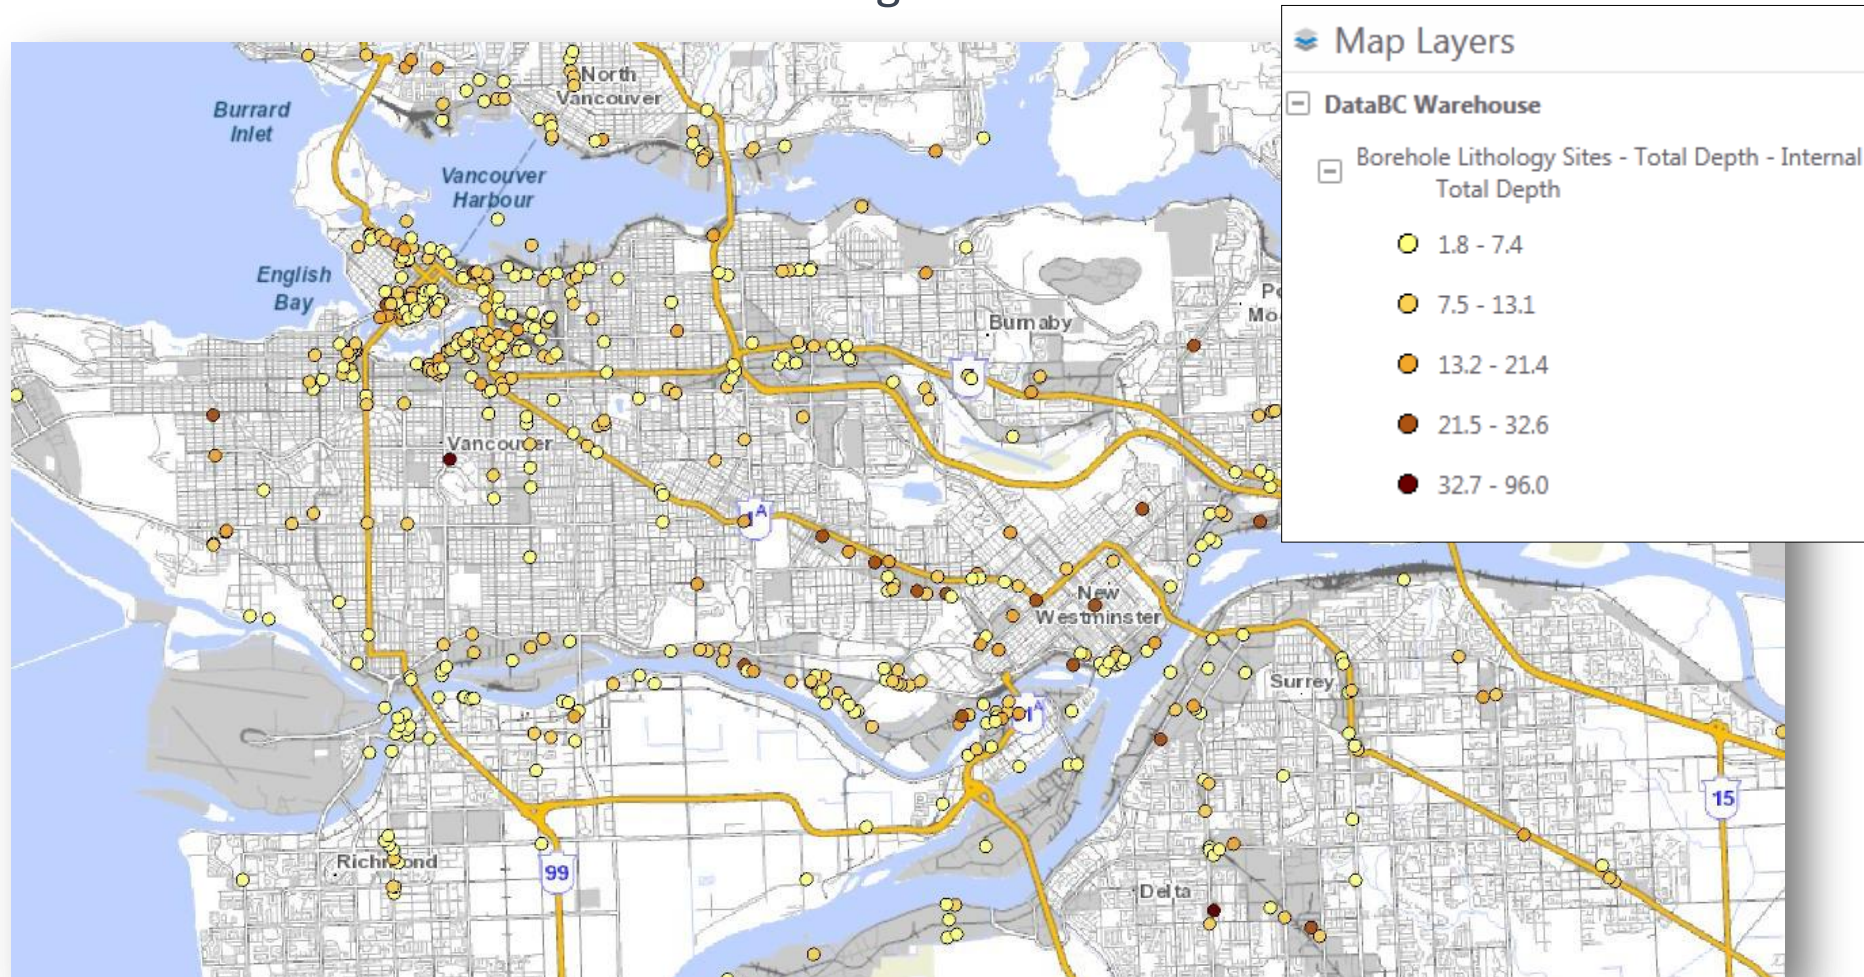 North
Vancouver
Burrard
Inlet
Vancouver
Harbour
English
Bay
Burnaby
Vancouver
1A
New
Westminster
Surrey
1A
15
Richmond
99
Delta
Map Layers
DataBC Warehouse
Borehole Lithology Sites - Total Depth - Internal
Total Depth
1.8 - 7.4
7.5 - 13.1
13.2 - 21.4
21.5 - 32.6
32.7 - 96.0